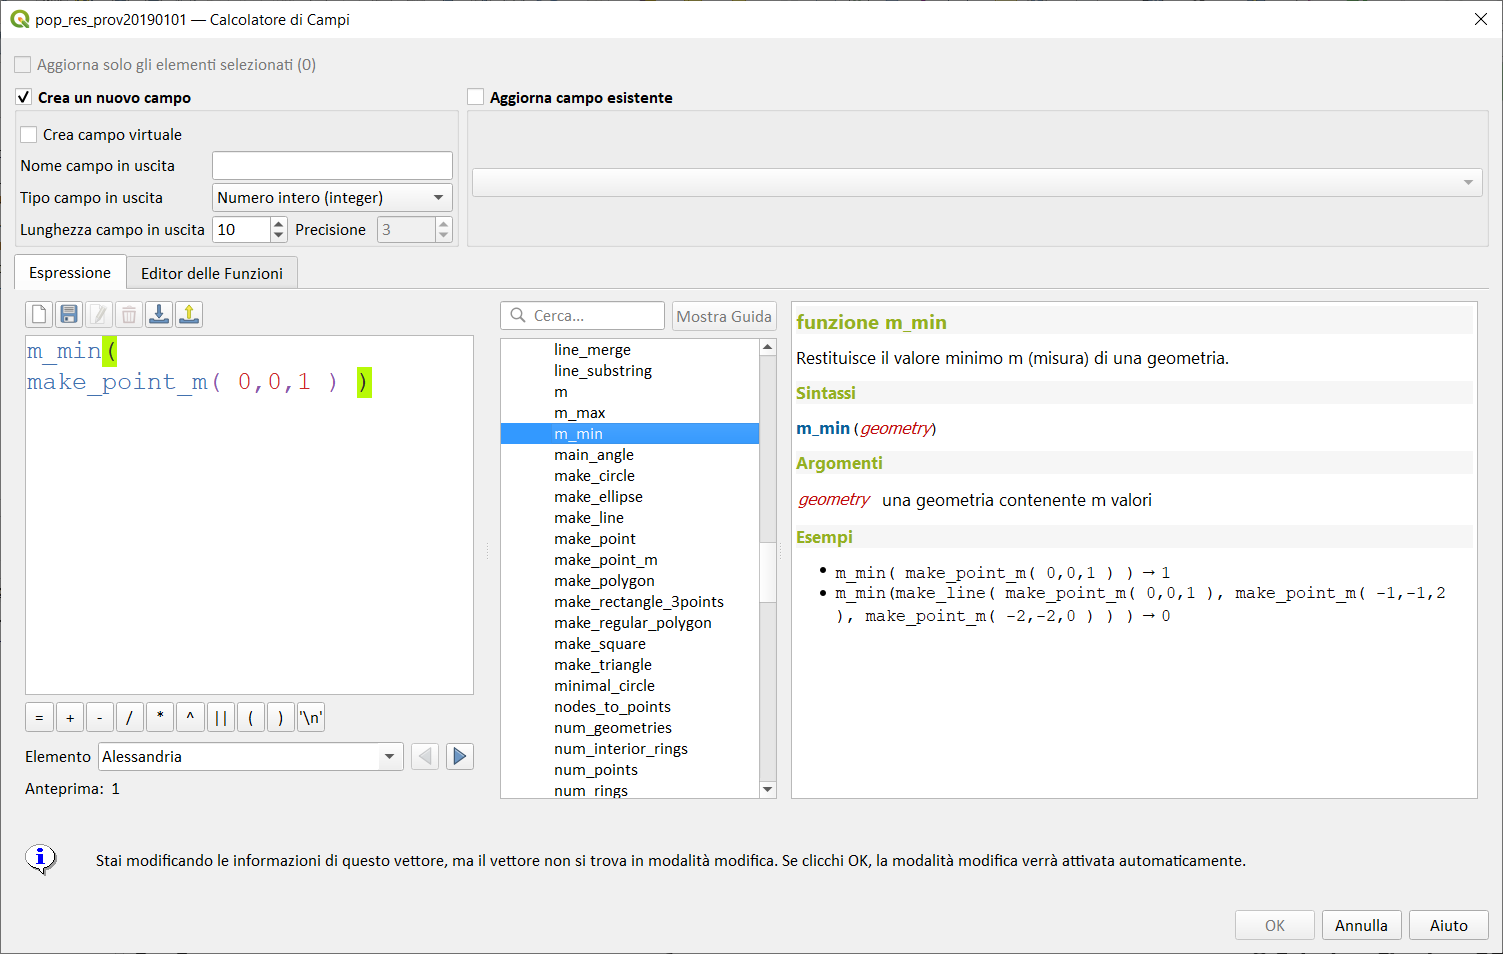 pop_res_prov20190101 — Calcolatore di Campi
Aggiorna solo gli elementi selezionati (0)
Crea un nuovo campo
Aggiorna campo esistente
Crea campo virtuale
Nome campo in uscita
Tipo campo in uscita Numero intero (integer)
Lunghezza campo in uscita 10 Precisione 3
Espressione Editor delle Funzioni
m_min(
make_point_m( 0,0,1 ) )
= + - / * ^ || ( ) '\n'
Elemento Alessandria
Anteprima: 1
Cerca... Mostra Guida
line_merge
line_substring
m
m_max
m_min
main_angle
make_circle
make_ellipse
make_line
make_point
make_point_m
make_polygon
make_rectangle_3points
make_regular_polygon
make_square
make_triangle
minimal_circle
nodes_to_points
num_geometries
num_interior_rings
num_points
num_rings
funzione m_min
Restituisce il valore minimo m (misura) di una geometria.
Sintassi
m_min (geometry)
Argomenti
geometry una geometria contenente m valori
Esempi
• m_min( make_point_m( 0,0,1 ) ) → 1
• m_min(make_line( make_point_m( 0,0,1 ), make_point_m( -1,-1,2
), make_point_m( -2,-2,0 ) ) ) → 0
Stai modificando le informazioni di questo vettore, ma il vettore non si trova in modalità modifica. Se clicchi OK, la modalità modifica verrà attivata automaticamente.
OK Annulla Aiuto